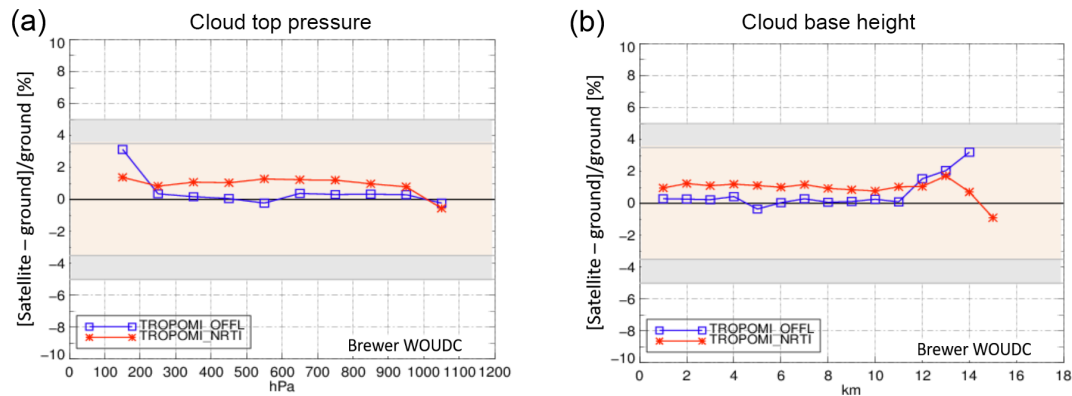 (a) Cloud top pressure
[Satellite – ground]/ground [%]
10
8
6
4
2
0
−2
−4
−6
−8
−10
TROPOMI_OFFL
TROPOMI_NRTI
Brewer WOUDC
0 100 200 300 400 500 600 700 800 900 1000 1100 1200
hPa
(b) Cloud base height
[Satellite – ground]/ground [%]
10
8
6
4
2
0
−2
−4
−6
−8
−10
TROPOMI_OFFL
TROPOMI_NRTI
Brewer WOUDC
0 2 4 6 8 10 12 14 16 18
km